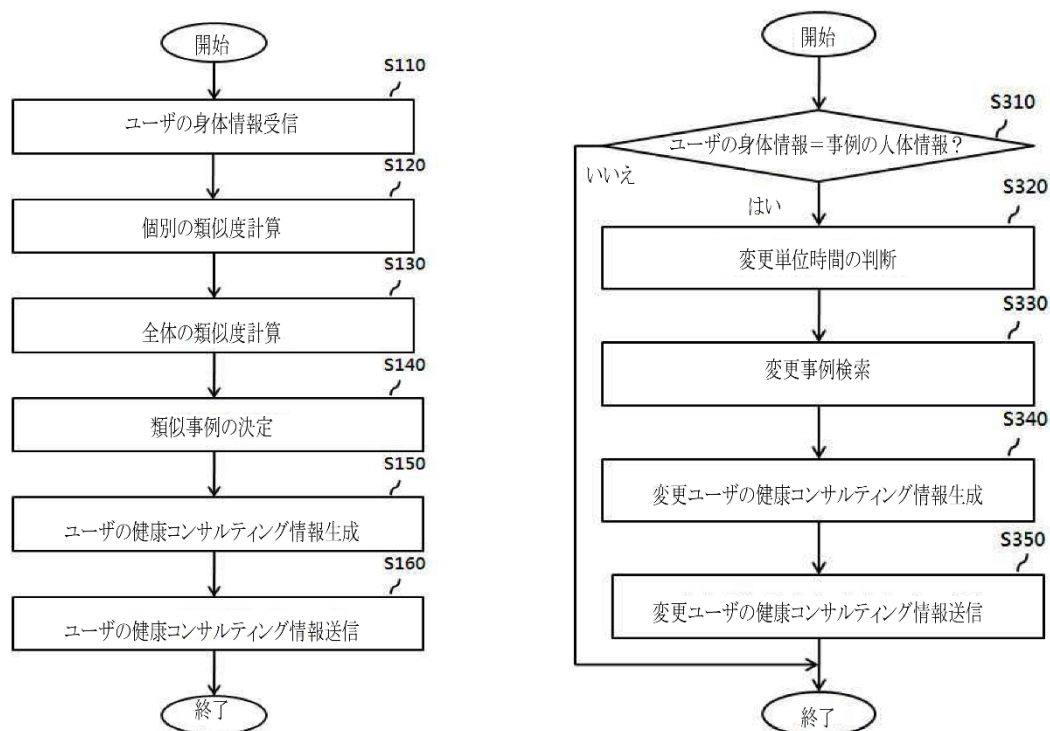 開始
S110
ユーザの身体情報受信
S120
個別の類似度計算
S130
全体の類似度計算
S140
類似事例の決定
S150
ユーザの健康コンサルティング情報生成
S160
ユーザの健康コンサルティング情報送信
終了
開始
S310
ユーザの身体情報＝事例の人体情報？
いいえ
はい
S320
変更単位時間の判断
S330
変更事例検索
S340
変更ユーザの健康コンサルティング情報生成
S350
変更ユーザの健康コンサルティング情報送信
終了